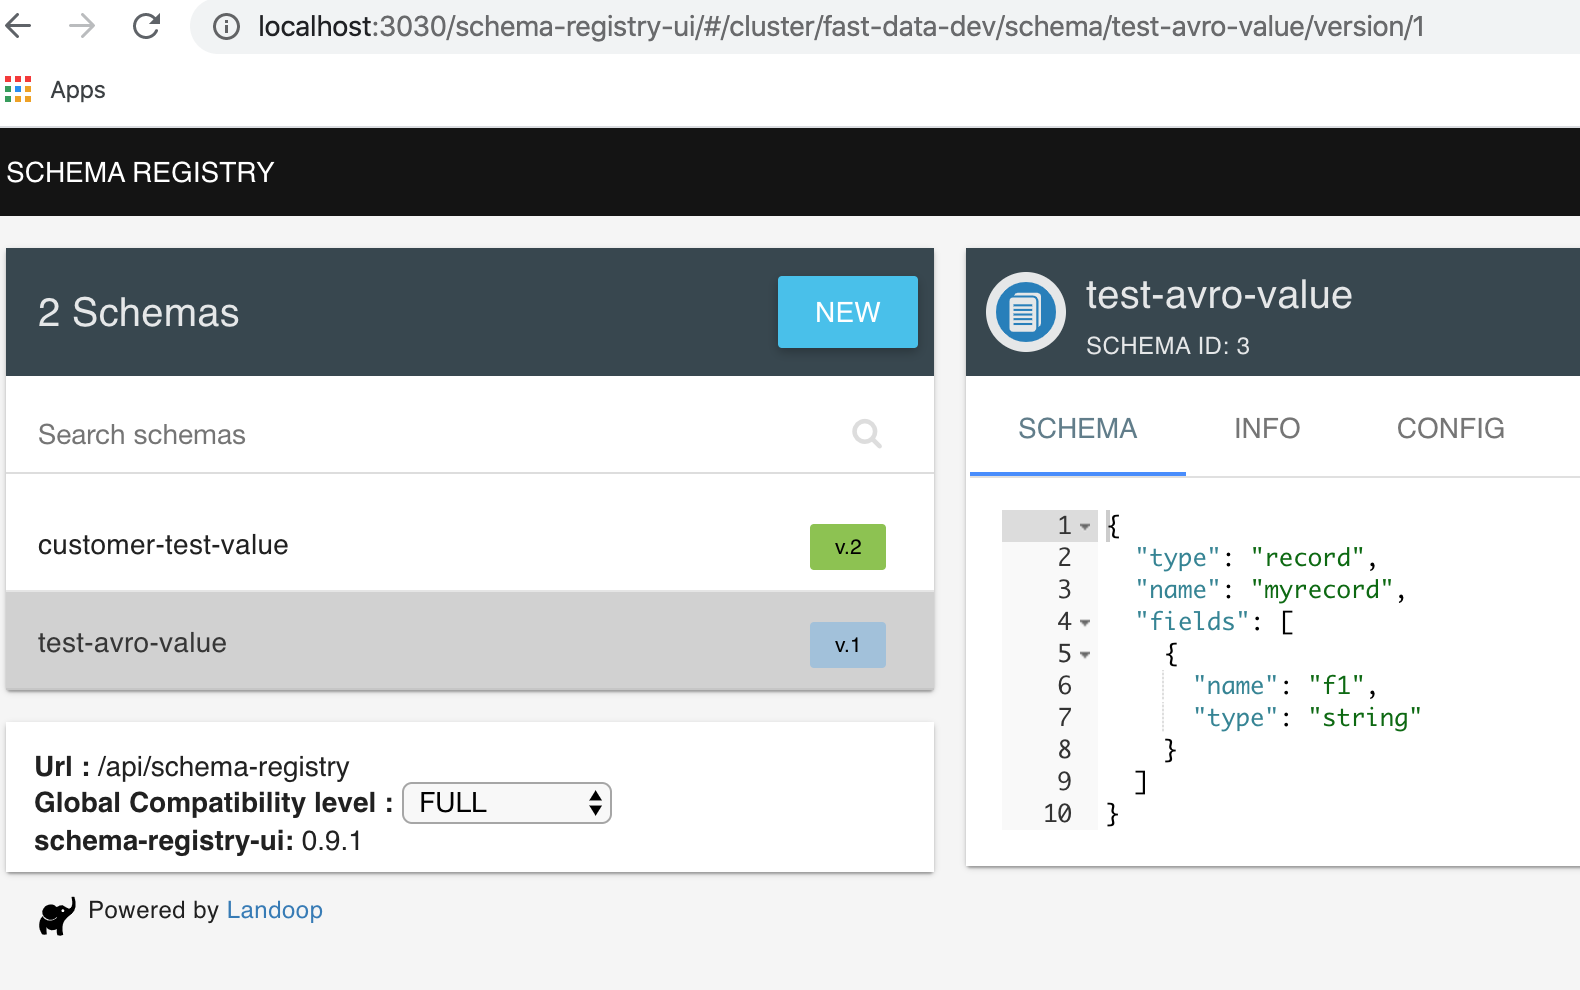 localhost:3030/schema-registry-ui/#/cluster/fast-data-dev/schema/test-avro-value/version/1
Apps
SCHEMA REGISTRY
2 Schemas
NEW
Search schemas
customer-test-value v.2
test-avro-value v.1
Url : /api/schema-registry
Global Compatibility level : FULL
schema-registry-ui: 0.9.1
Powered by Landoop
test-avro-value
SCHEMA ID: 3
SCHEMA INFO CONFIG
1 {
2 "type": "record",
3 "name": "myrecord",
4 "fields": [
5 {
6 "name": "f1",
7 "type": "string"
8 }
9 ]
10 }